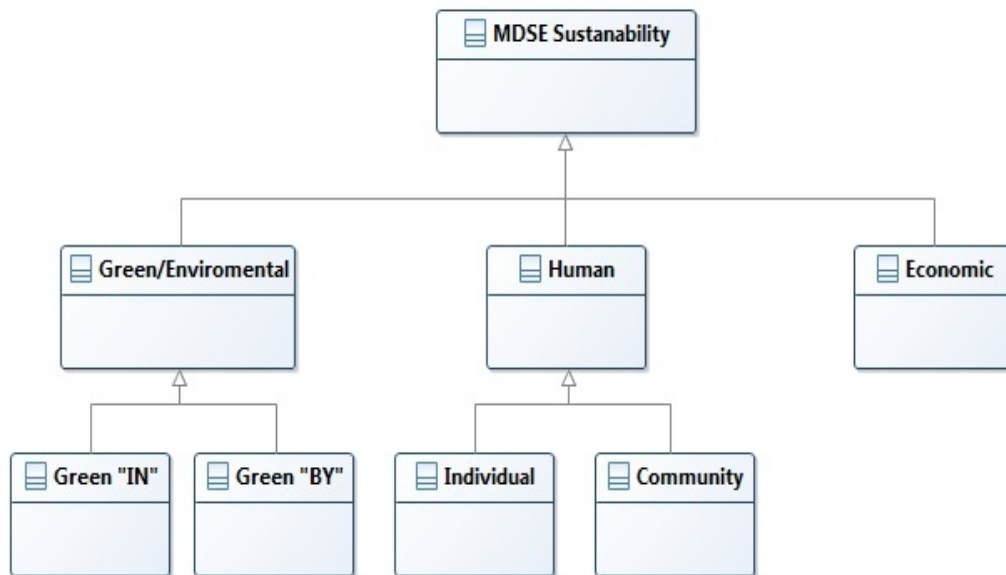 MDSE Sustanability
Green/Enviromental
Human
Economic
Green "IN"
Green "BY"
Individual
Community